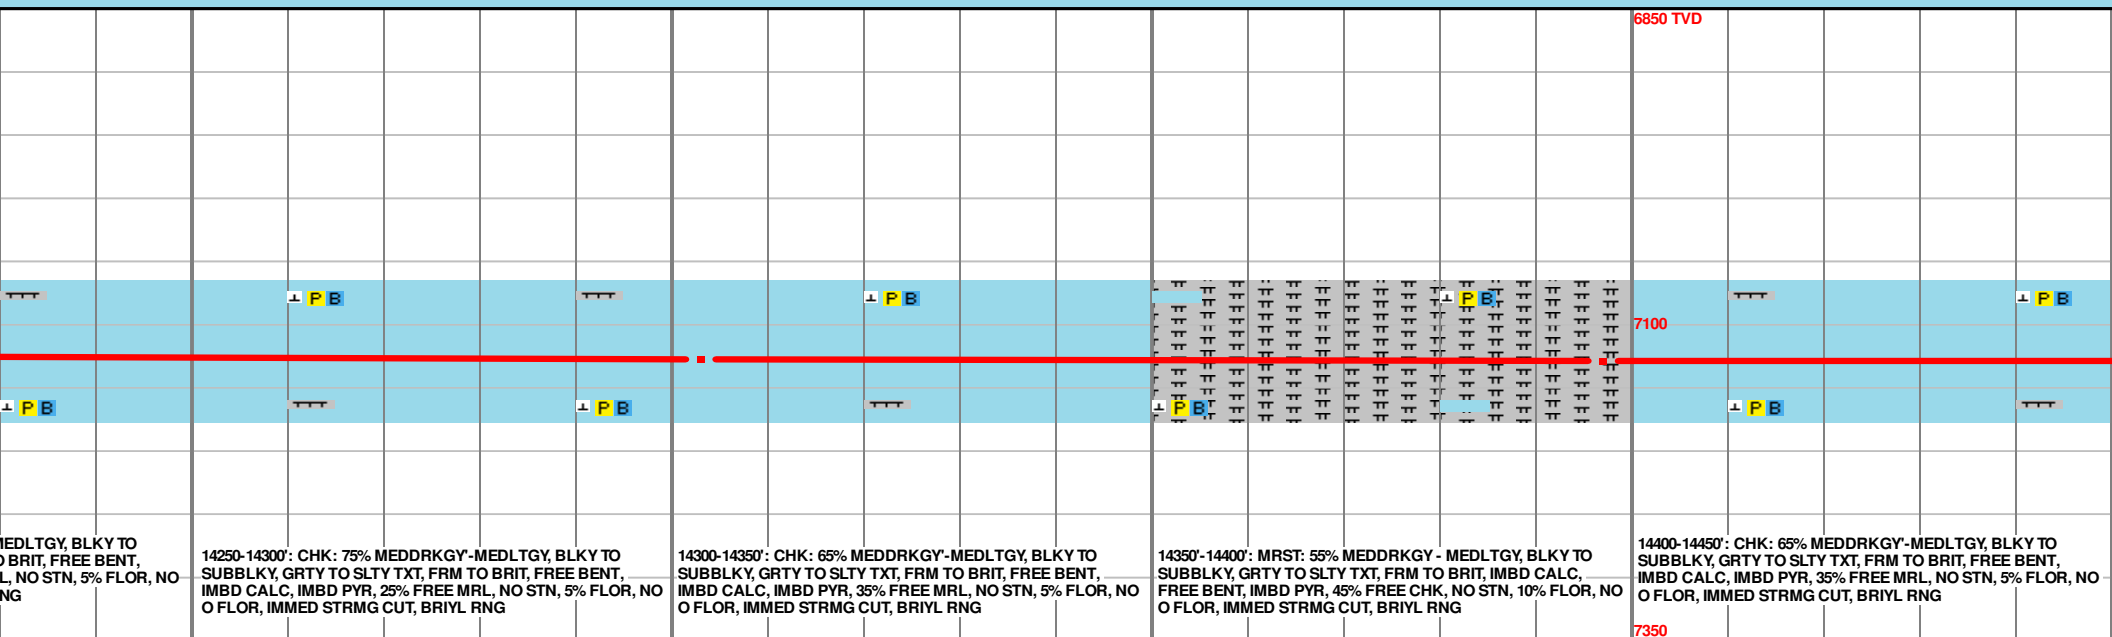 6850 TVD
P B
P B
P B
P B
7100
P B
P B
P B
P B
MEDLTGY, BLKY TO
O BRIT, FREE BENT,
L, NO STN, 5% FLOR, NO
NG
14250-14300': CHK: 75% MEDDRKGY'-MEDLTGY, BLKY TO
SUBBLKY, GRTY TO SLTY TXT, FRM TO BRIT, FREE BENT,
IMBD CALC, IMBD PYR, 25% FREE MRL, NO STN, 5% FLOR, NO
O FLOR, IMMED STRMG CUT, BRIYL RNG
14300-14350': CHK: 65% MEDDRKGY'-MEDLTGY, BLKY TO
SUBBLKY, GRTY TO SLTY TXT, FRM TO BRIT, FREE BENT,
IMBD CALC, IMBD PYR, 35% FREE MRL, NO STN, 5% FLOR, NO
O FLOR, IMMED STRMG CUT, BRIYL RNG
14350'-14400': MRST: 55% MEDDRKGY - MEDLTGY, BLKY TO
SUBBLKY, GRTY TO SLTY TXT, FRM TO BRIT, IMBD CALC,
FREE BENT, IMBD PYR, 45% FREE CHK, NO STN, 10% FLOR, NO
O FLOR, IMMED STRMG CUT, BRIYL RNG
14400-14450': CHK: 65% MEDDRKGY'-MEDLTGY, BLKY TO
SUBBLKY, GRTY TO SLTY TXT, FRM TO BRIT, FREE BENT,
IMBD CALC, IMBD PYR, 35% FREE MRL, NO STN, 5% FLOR, NO
O FLOR, IMMED STRMG CUT, BRIYL RNG
7350